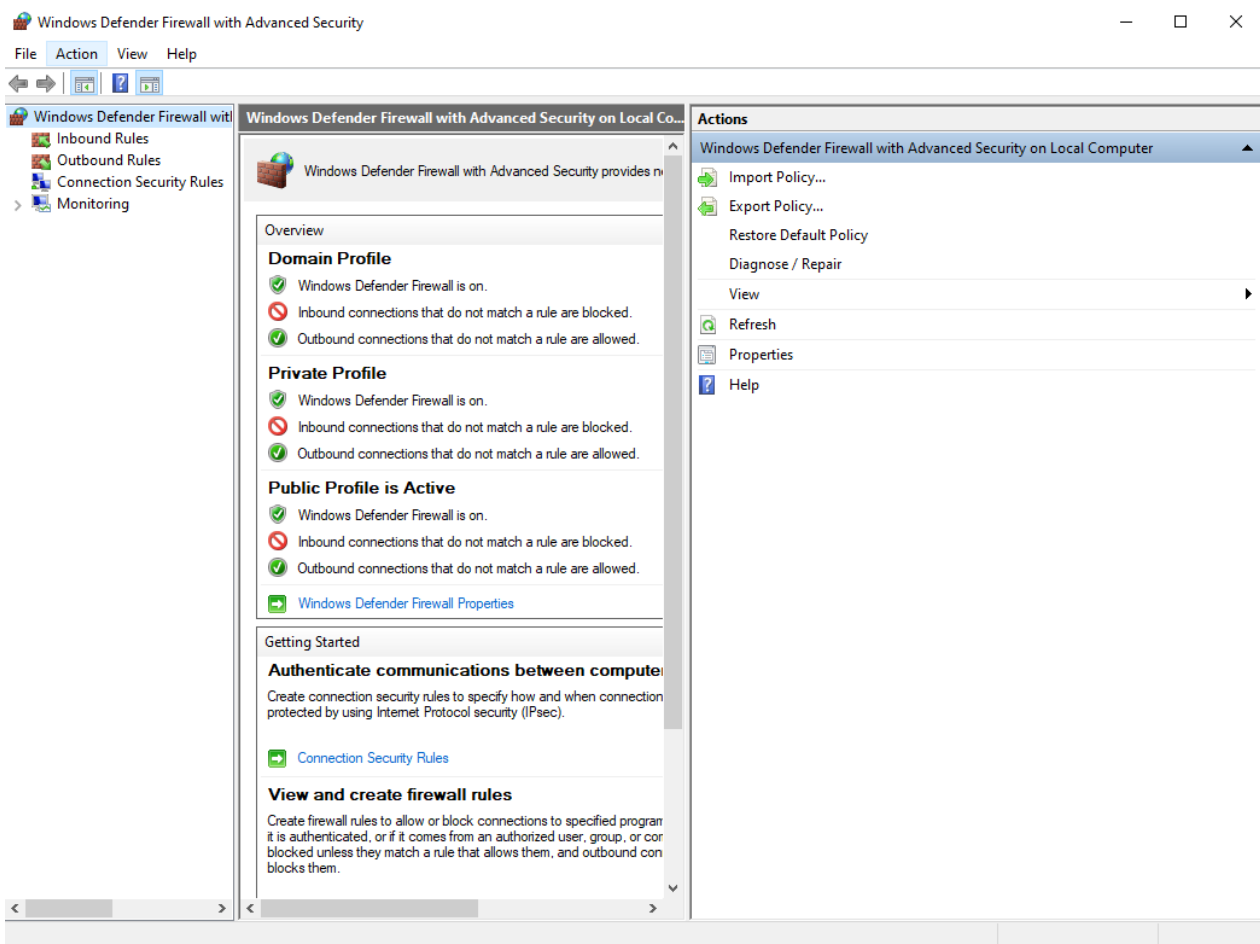 Windows Defender Firewall with Advanced Security
File Action View Help
Windows Defender Firewall witl
Inbound Rules
Outbound Rules
Connection Security Rules
Monitoring
Windows Defender Firewall with Advanced Security on Local Co...
Windows Defender Firewall with Advanced Security provides n
Overview
Domain Profile
Windows Defender Firewall is on.
Inbound connections that do not match a rule are blocked.
Outbound connections that do not match a rule are allowed.
Private Profile
Windows Defender Firewall is on.
Inbound connections that do not match a rule are blocked.
Outbound connections that do not match a rule are allowed.
Public Profile is Active
Windows Defender Firewall is on.
Inbound connections that do not match a rule are blocked.
Outbound connections that do not match a rule are allowed.
Windows Defender Firewall Properties
Getting Started
Authenticate communications between compute
Create connection security rules to specify how and when connection
protected by using Internet Protocol security (IPsec).
Connection Security Rules
View and create firewall rules
Create firewall rules to allow or block connections to specified program
it is authenticated, or if it comes from an authorized user, group, or com
blocked unless they match a rule that allows them, and outbound con
blocks them.
Actions
Windows Defender Firewall with Advanced Security on Local Computer
Import Policy...
Export Policy...
Restore Default Policy
Diagnose / Repair
View
Refresh
Properties
Help